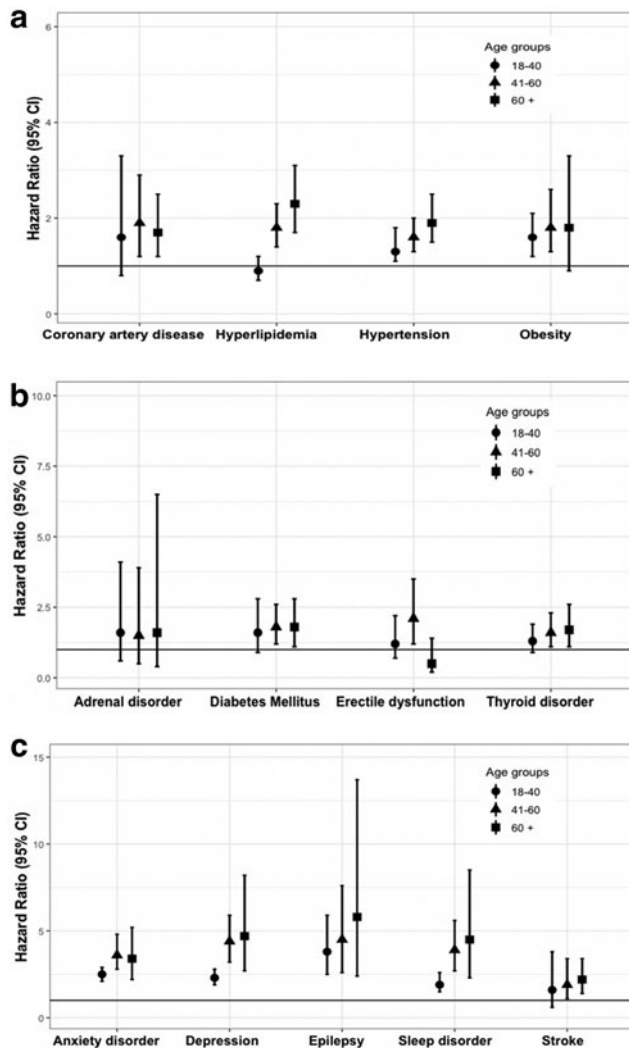 a
Hazard Ratio (95% CI)
6
4
2
0
Age groups
18-40
41-60
60 +
Coronary artery disease Hyperlipidemia Hypertension Obesity
b
Hazard Ratio (95% CI)
10.0
7.5
5.0
2.5
0.0
Age groups
18-40
41-60
60 +
Adrenal disorder Diabetes Mellitus Erectile dysfunction Thyroid disorder
c
Hazard Ratio (95% CI)
15
10
5
0
Age groups
18-40
41-60
60 +
Anxiety disorder Depression Epilepsy Sleep disorder Stroke